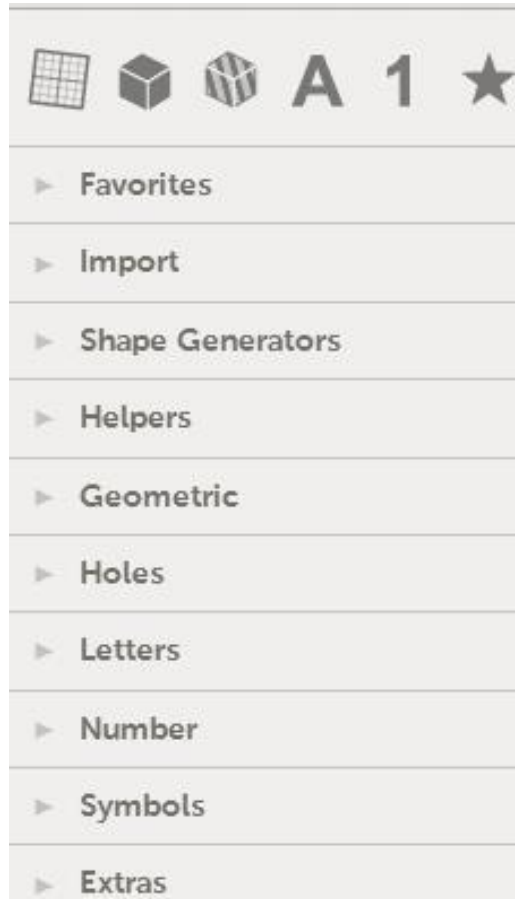 A 1
Favorites
Import
Shape Generators
Helpers
Geometric
Holes
Letters
Number
Symbols
Extras